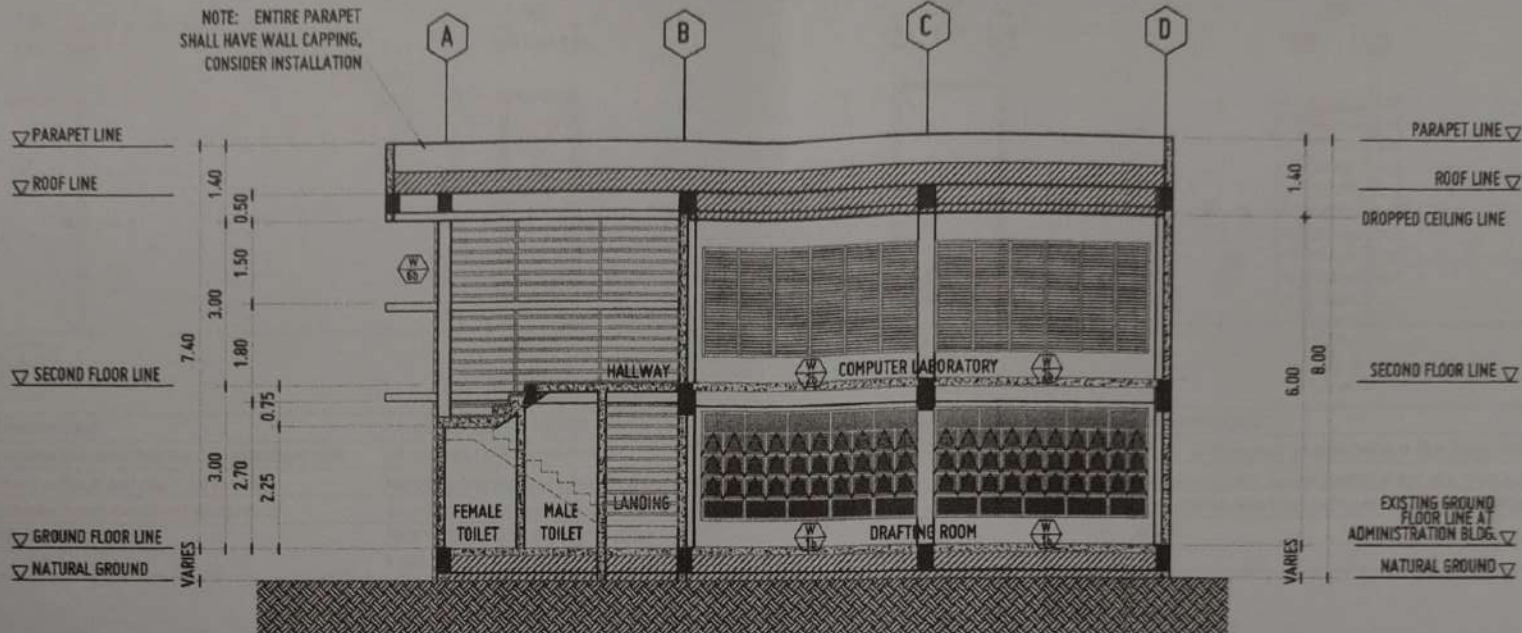 NOTE: ENTIRE PARAPET
SHALL HAVE WALL CAPPING,
CONSIDER INSTALLATION
A
B
C
D
PARAPET LINE
ROOF LINE
SECOND FLOOR LINE
GROUND FLOOR LINE
NATURAL GROUND
1.40
0.50
1.50
3.00
7.40
1.80
0.75
3.00
2.70
2.25
VARIES
W
6b
HALLWAY
W
COMPUTER LABORATORY
W
FEMALE
TOILET
MALE
TOILET
LANDING
W
1b
DRAFTING ROOM
W
1.40
6.00
8.00
VARIES
PARAPET LINE
ROOF LINE
DROPPED CEILING LINE
SECOND FLOOR LINE
EXISTING GROUND
FLOOR LINE AT
ADMINISTRATION BLDG.
NATURAL GROUND